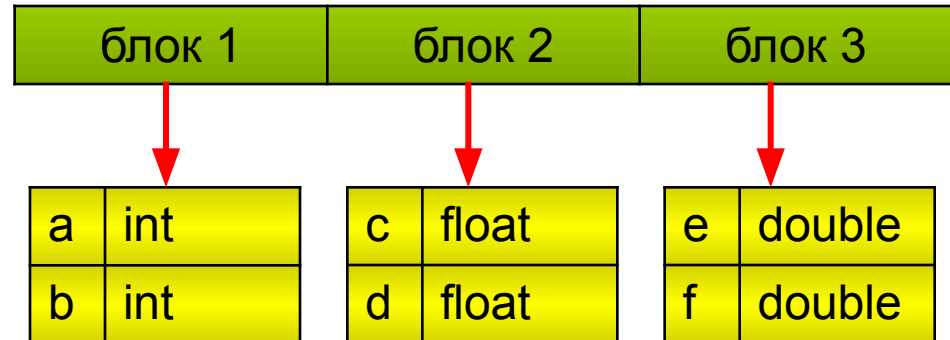 блок 1 блок 2 блок 3
a int c float e double
b int d float f double